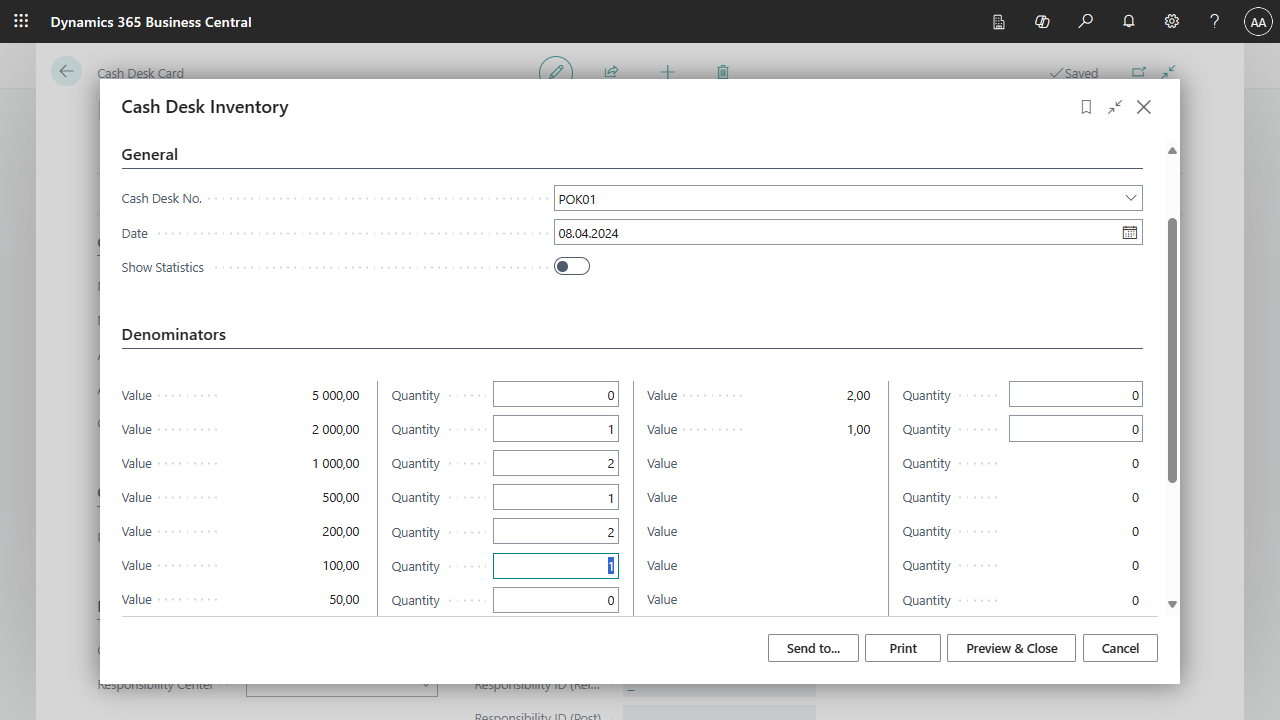 Dynamics 365 Business Central
AA
Cash Desk Card
Saved
Cash Desk Inventory
General
Cash Desk No. POK01
Date 08.04.2024
Show Statistics
Denominators
Value 5 000,00 Quantity 0 Value 2,00 Quantity 0
Value 2 000,00 Quantity 1 Value 1,00 Quantity 0
Value 1 000,00 Quantity 2 Value Quantity 0
Value 500,00 Quantity 1 Value Quantity 0
Value 200,00 Quantity 2 Value Quantity 0
Value 100,00 Quantity 1 Value Quantity 0
Value 50,00 Quantity 0 Value Quantity 0
Send to... Print Preview & Close Cancel
Responsibility Center Responsibility ID (Rel...
Responsibility ID (Post)